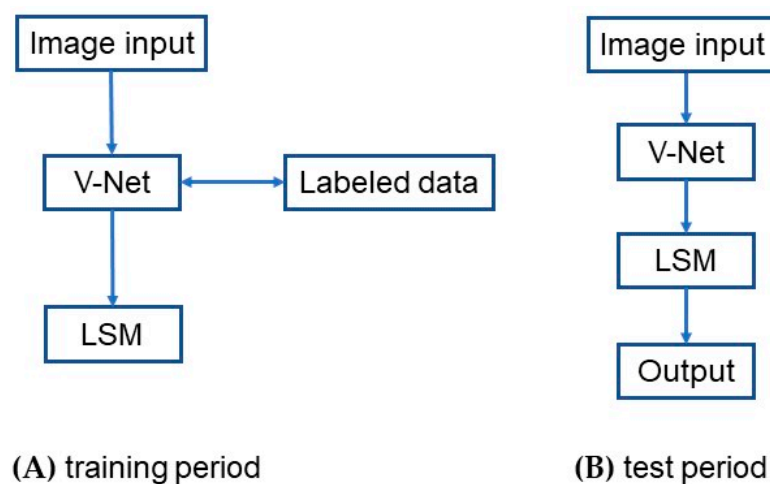 Image input
V-Net
Labeled data
LSM
(A) training period
Image input
V-Net
LSM
Output
(B) test period